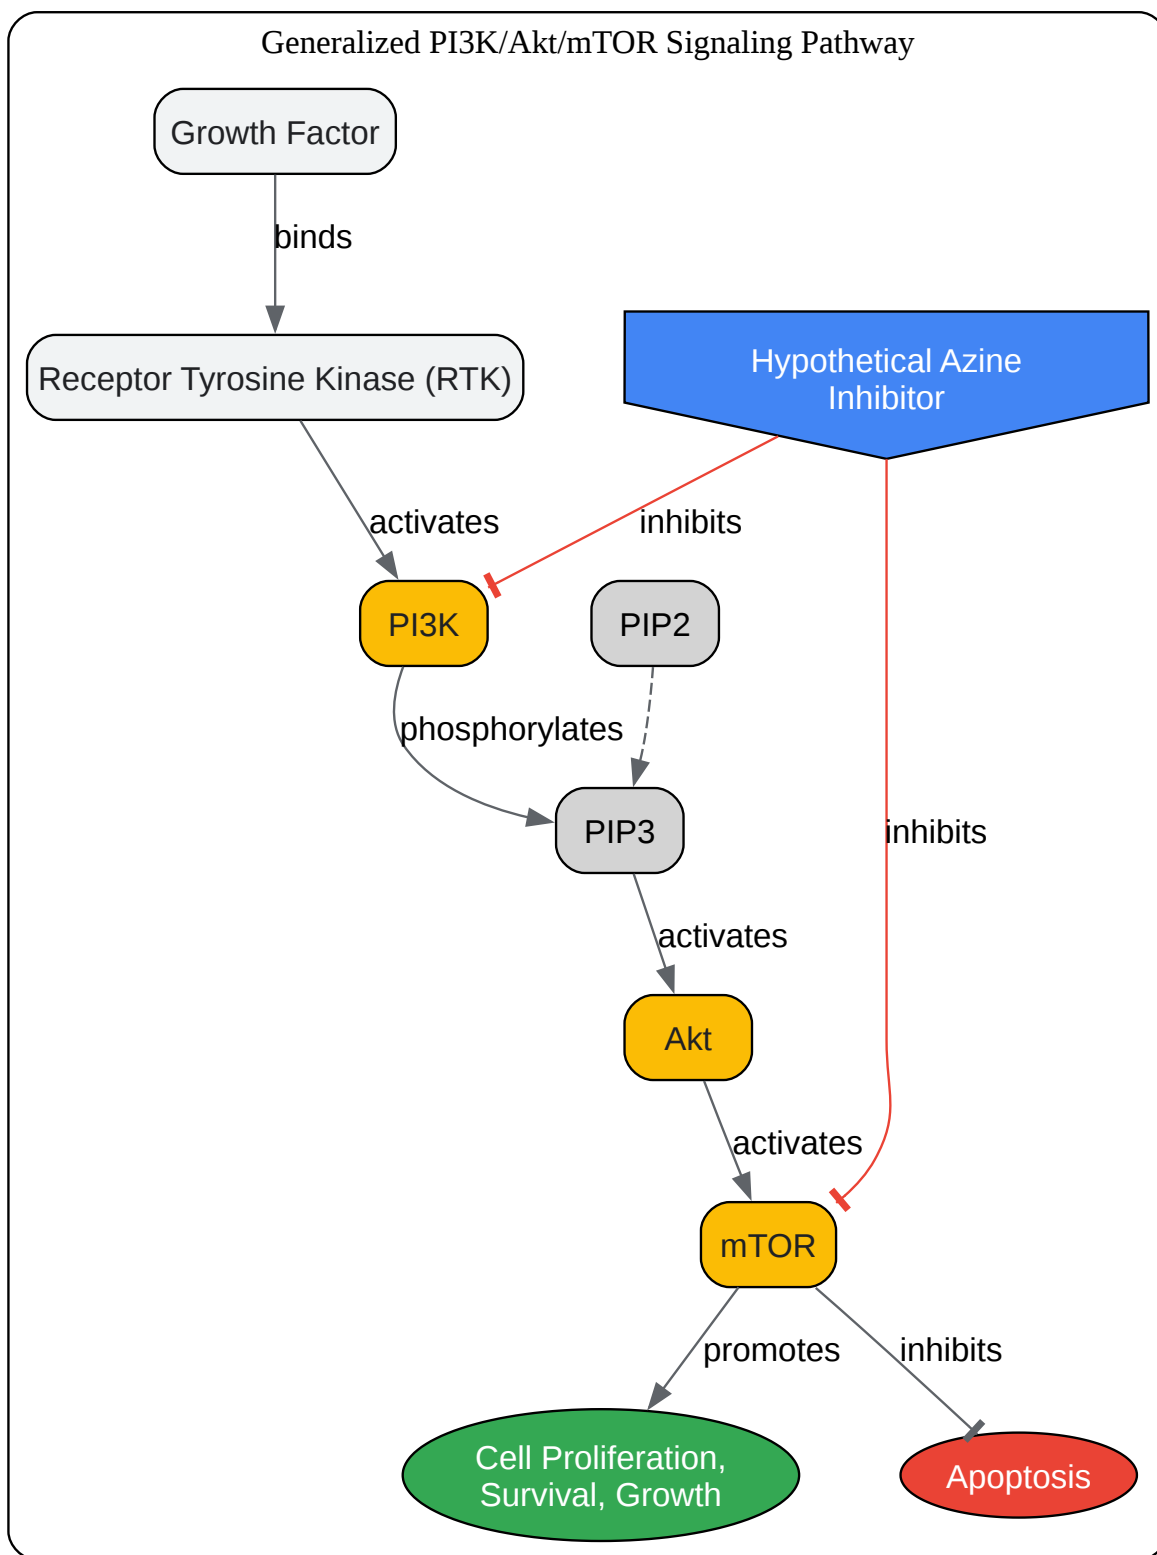 Generalized PI3K/Akt/mTOR Signaling Pathway
Growth Factor
binds
Receptor Tyrosine Kinase (RTK)
Hypothetical Azine
Inhibitor
activates
inhibits
PI3K
PIP2
phosphorylates
PIP3
inhibits
activates
Akt
activates
mTOR
promotes
inhibits
Cell Proliferation,
Survival, Growth
Apoptosis